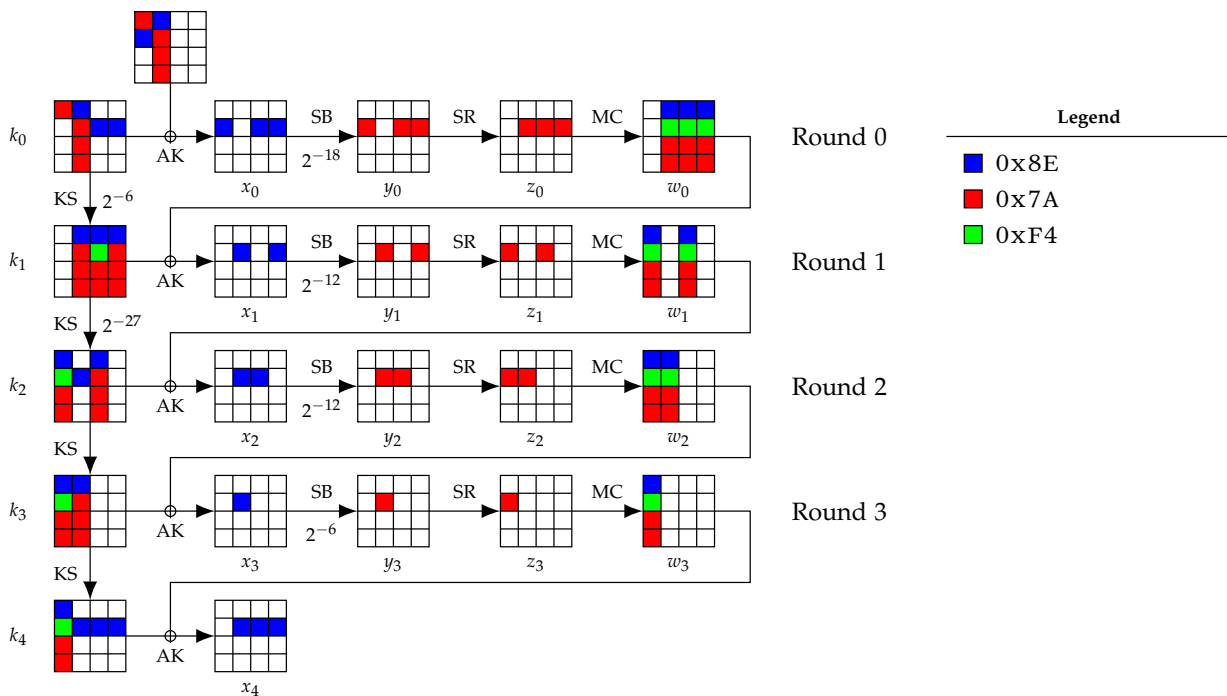 k₀ AK x₀ SB 2⁻¹⁸ y₀ SR z₀ MC w₀ Round 0
KS 2⁻⁶
k₁ AK x₁ SB 2⁻¹² y₁ SR z₁ MC w₁ Round 1
KS 2⁻²⁷
k₂ AK x₂ SB 2⁻¹² y₂ SR z₂ MC w₂ Round 2
KS
k₃ AK x₃ SB 2⁻⁶ y₃ SR z₃ MC w₃ Round 3
KS
k₄ AK x₄
Legend
0x8E
0x7A
0xF4